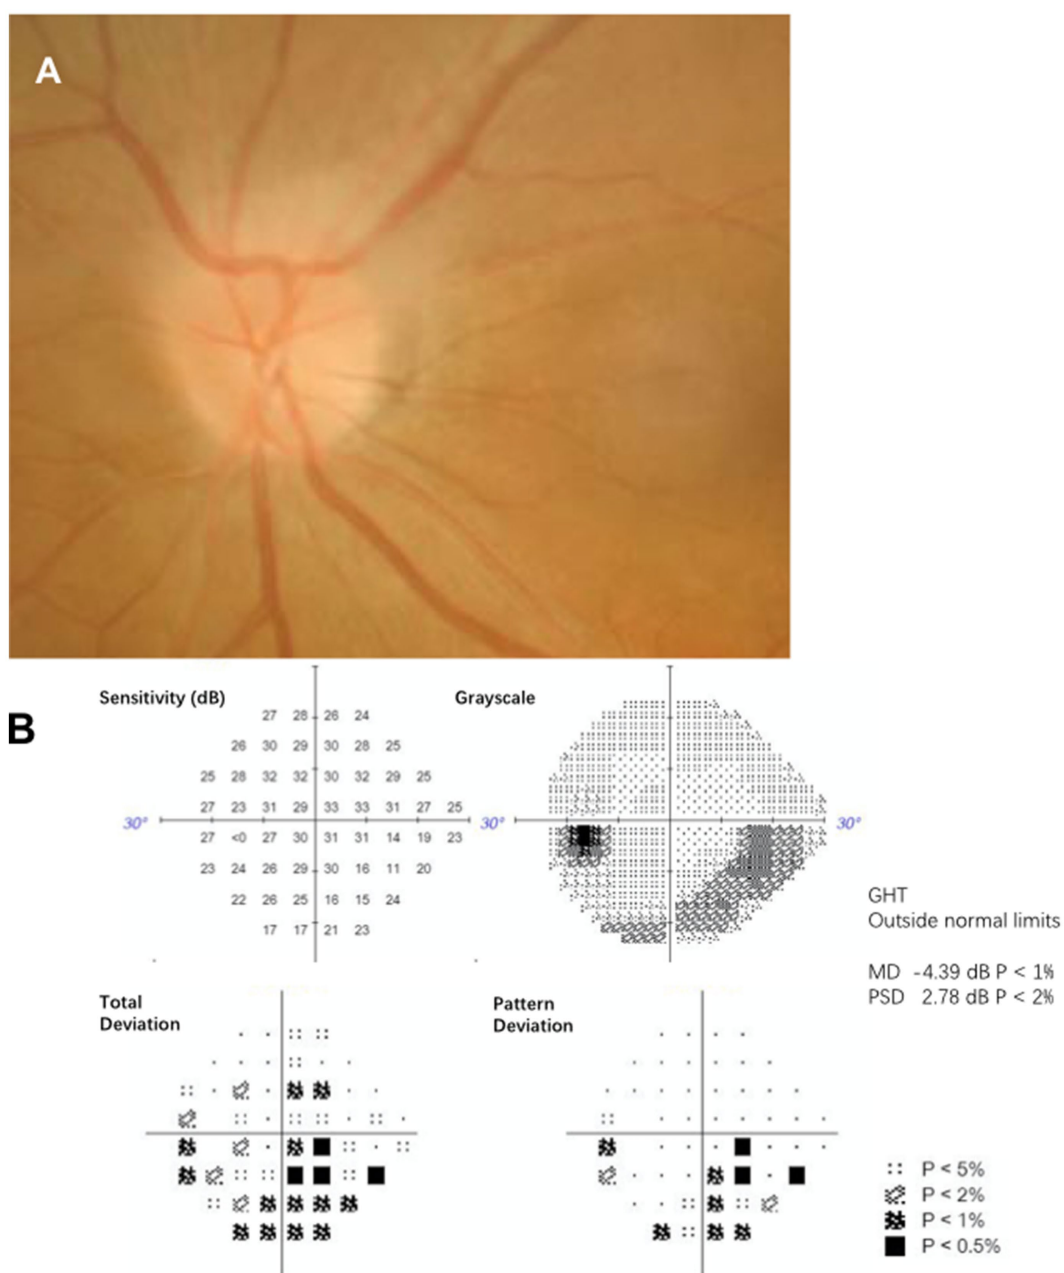 A
B
Sensitivity (dB)
Grayscale
27 28 26 24
26 30 29 30 28 25
25 28 32 32 30 32 29 25
27 23 31 29 33 33 31 27 25
30° 30° 30°
27 <0 27 30 31 31 14 19 23
23 24 26 29 30 16 11 20
22 26 25 16 15 24
17 17 21 23
GHT
Outside normal limits
MD -4.39 dB P < 1%
PSD 2.78 dB P < 2%
Total
Deviation
Pattern
Deviation
P < 5%
P < 2%
P < 1%
P < 0.5%